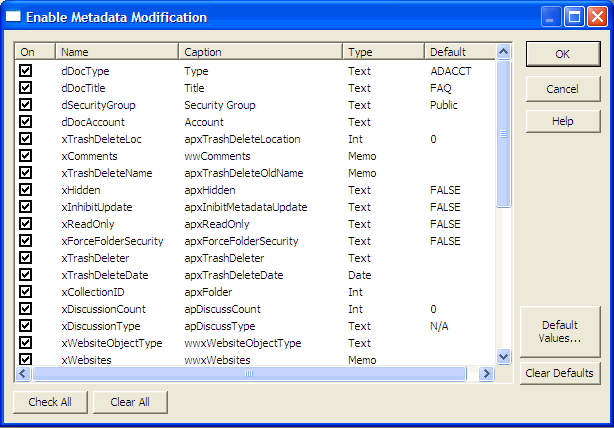 Enable Metadata Modification
On Name Caption Type Default
dDocType Type Text ADACCT
dDocTitle Title Text FAQ
dSecurityGroup Security Group Text Public
dDocAccount Account Text
xTrashDeleteLoc apxTrashDeleteLocation Int 0
xComments wwComments Memo
xTrashDeleteName apxTrashDeleteOldName Memo
xHidden apxHidden Text FALSE
xInhibitUpdate apxInibitMetadataUpdate Text FALSE
xReadOnly apxReadOnly Text FALSE
xForceFolderSecurity apxForceFolderSecurity Text FALSE
xTrashDeleter apxTrashDeleter Text
xTrashDeleteDate apxTrashDeleteDate Date
xCollectionID apxFolder Int
xDiscussionCount apDiscussCount Int 0
xDiscussionType apDiscussType Text N/A
xWebsiteObjectType wwxWebsiteObjectType Text
xWebsites wwxWebsites Memo
OK
Cancel
Help
Default
Values...
Clear Defaults
Check All Clear All